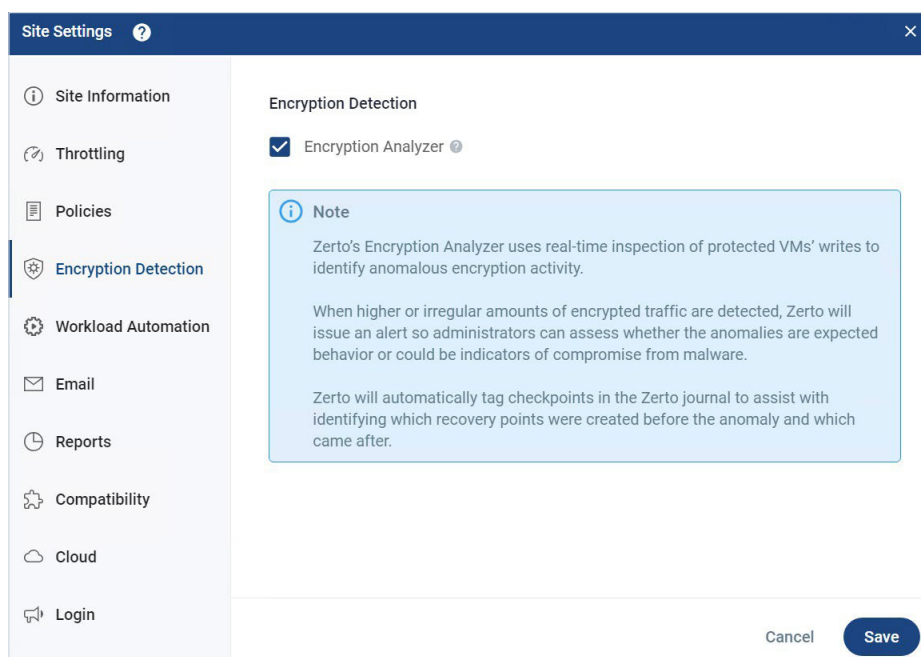 Site Settings ?
Site Information
Throttling
Policies
Encryption Detection
Workload Automation
Email
Reports
Compatibility
Cloud
Login
Encryption Detection
Encryption Analyzer ?
Note
Zerto's Encryption Analyzer uses real-time inspection of protected VMs' writes to
identify anomalous encryption activity.
When higher or irregular amounts of encrypted traffic are detected, Zerto will
issue an alert so administrators can assess whether the anomalies are expected
behavior or could be indicators of compromise from malware.
Zerto will automatically tag checkpoints in the Zerto journal to assist with
identifying which recovery points were created before the anomaly and which
came after.
Cancel
Save